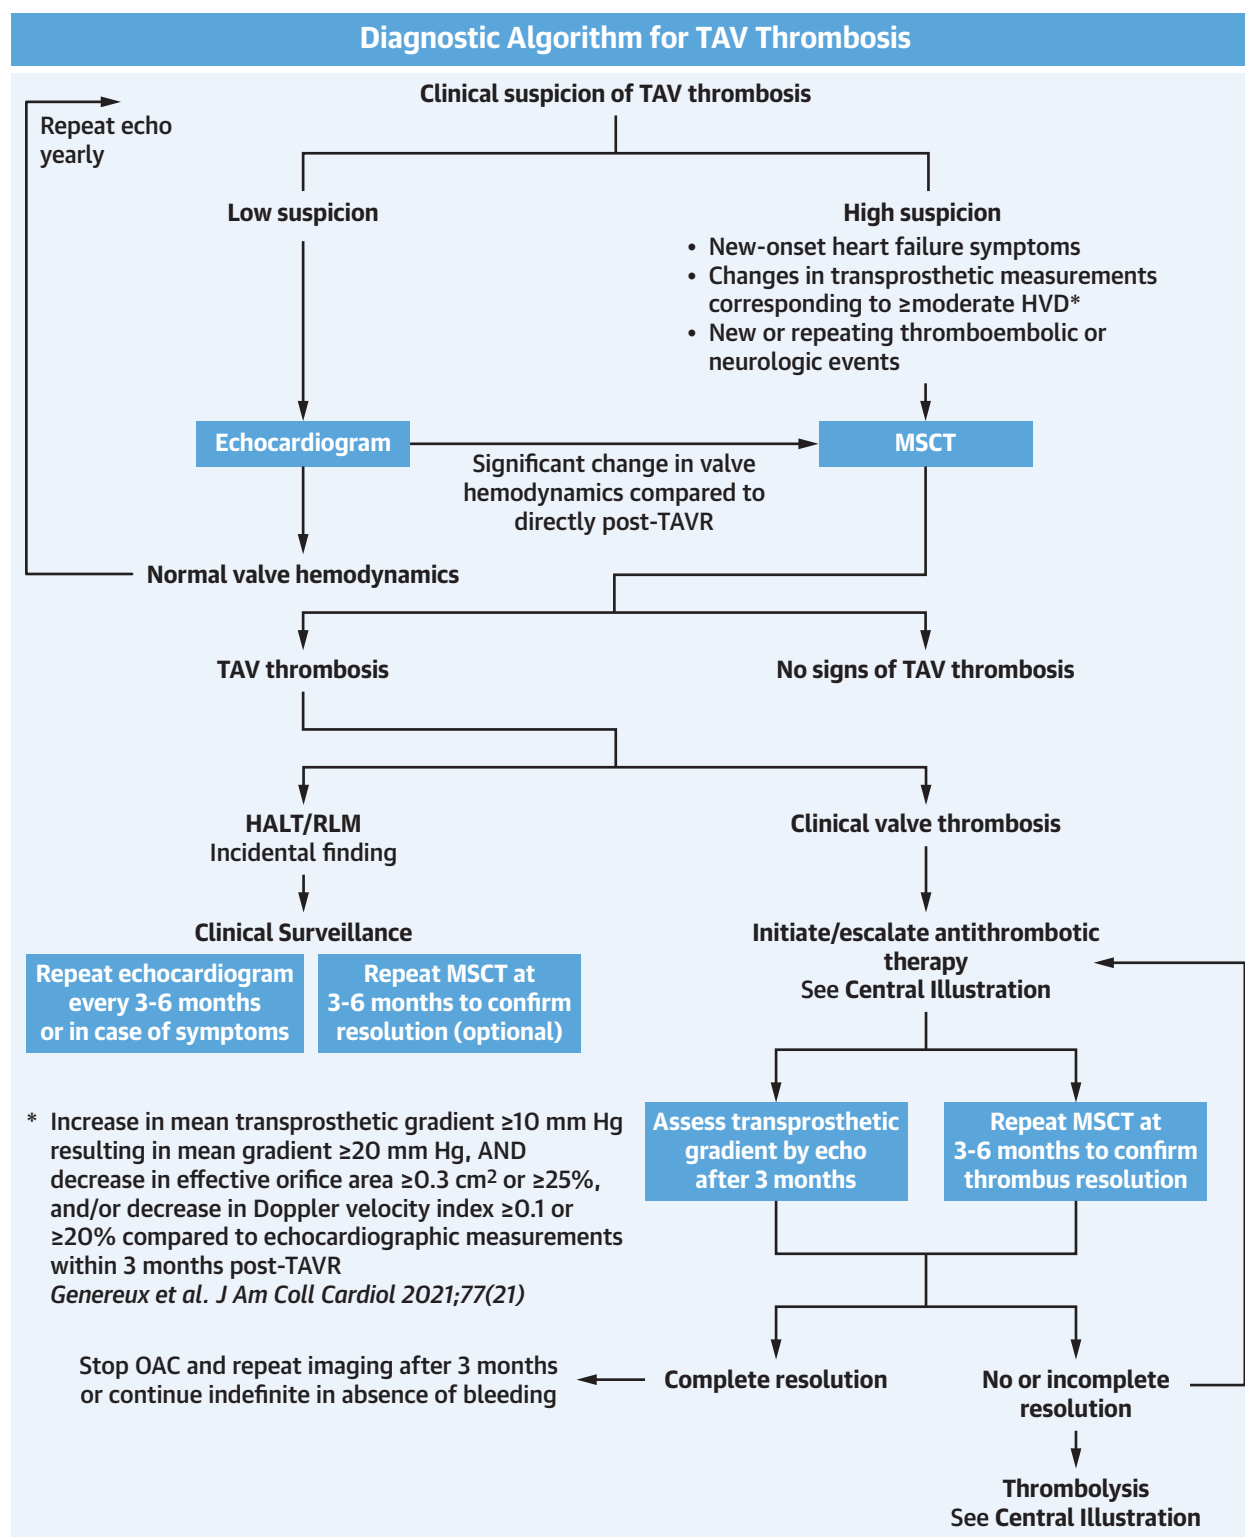 Diagnostic Algorithm for TAV Thrombosis
Clinical suspicion of TAV thrombosis
Repeat echo
yearly
Low suspicion
High suspicion
• New-onset heart failure symptoms
• Changes in transprosthetic measurements
corresponding to ≥moderate HVD*
• New or repeating thromboembolic or
neurologic events
Echocardiogram
MSCT
Significant change in valve
hemodynamics compared to
directly post-TAVR
Normal valve hemodynamics
TAV thrombosis
No signs of TAV thrombosis
HALT/RLM
Incidental finding
Clinical valve thrombosis
Clinical Surveillance
Repeat echocardiogram
every 3-6 months
or in case of symptoms
Repeat MSCT at
3-6 months to confirm
resolution (optional)
Initiate/escalate antithrombotic
therapy
See Central Illustration
Assess transprosthetic
gradient by echo
after 3 months
Repeat MSCT at
3-6 months to confirm
thrombus resolution
* Increase in mean transprosthetic gradient ≥10 mm Hg
resulting in mean gradient ≥20 mm Hg, AND
decrease in effective orifice area ≥0.3 cm² or ≥25%,
and/or decrease in Doppler velocity index ≥0.1 or
≥20% compared to echocardiographic measurements
within 3 months post-TAVR
Genereux et al. J Am Coll Cardiol 2021;77(21)
Stop OAC and repeat imaging after 3 months
or continue indefinite in absence of bleeding
Complete resolution
No or incomplete
resolution
Thrombolysis
See Central Illustration